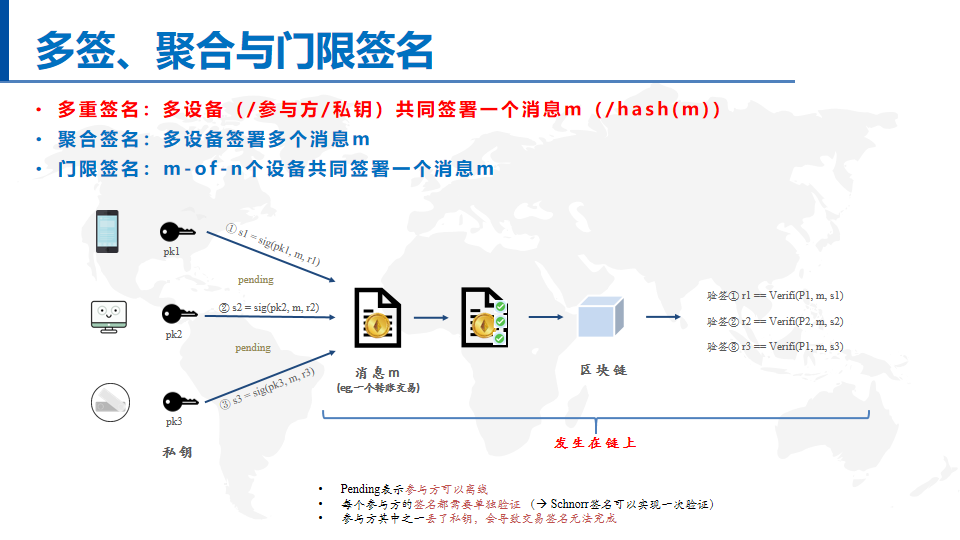 多签、聚合与门限签名
• 多重签名：多设备（/参与方/私钥）共同签署一个消息m（/hash(m)）
• 聚合签名：多设备签署多个消息m
• 门限签名：m-of-n个设备共同签署一个消息m
① s1 = sig(pk1, m, r1)
pk1
pending
② s2 = sig(pk2, m, r2)
pk2
pending
③ s3 = sig(pk3, m, r3)
pk3
私钥
消息m
(eg,一个转账交易)
区块链
验签① r1 == Verifi(P1, m, s1)
验签② r2 == Verifi(P2, m, s2)
验签③ r3 == Verifi(P1, m, s3)
发生在链上
• Pending表示参与方可以离线
• 每个参与方的签名都需要单独验证（→ Schnorr签名可以实现一次验证）
• 参与方其中之一丢了私钥，会导致交易签名无法完成